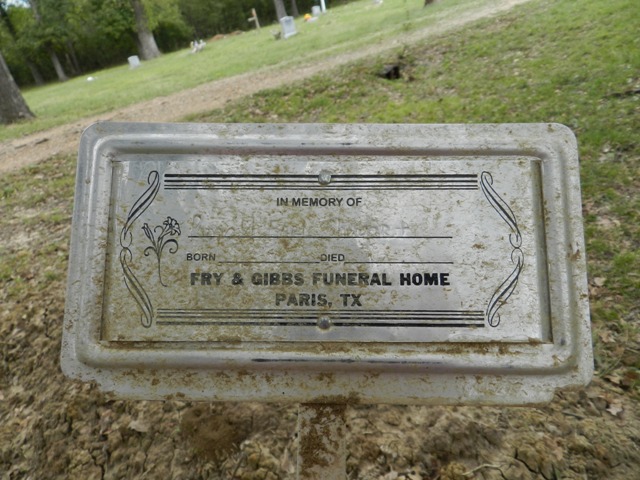 IN MEMORY OF
BORN DIED
FRY & GIBBS FUNERAL HOME
PARIS, TX